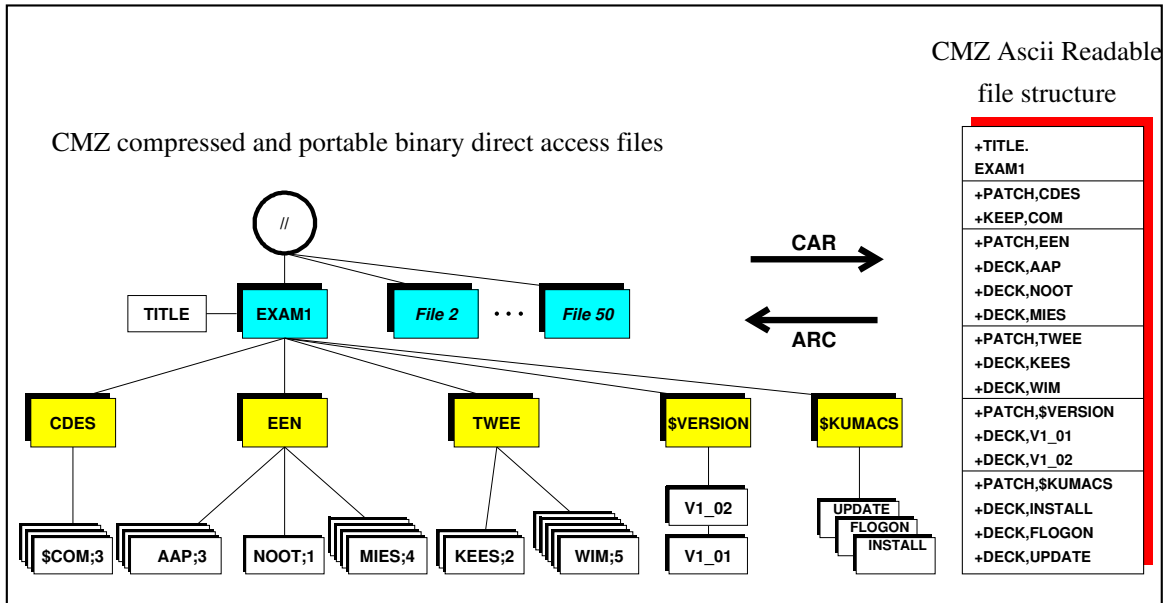 CMZ Ascii Readable
file structure
CMZ compressed and portable binary direct access files
//
TITLE
EXAM1
File 2
• • •
File 50
CAR
ARC
CDES
EEN
TWEE
$VERSION
$KUMACS
$COM;3
AAP;3
NOOT;1
MIES;4
KEES;2
WIM;5
V1_02
V1_01
UPDATE
FLOGON
INSTALL
+TITLE.
EXAM1
+PATCH,CDES
+KEEP,COM
+PATCH,EEN
+DECK,AAP
+DECK,NOOT
+DECK,MIES
+PATCH,TWEE
+DECK,KEES
+DECK,WIM
+PATCH,$VERSION
+DECK,V1_01
+DECK,V1_02
+PATCH,$KUMACS
+DECK,INSTALL
+DECK,FLOGON
+DECK,UPDATE